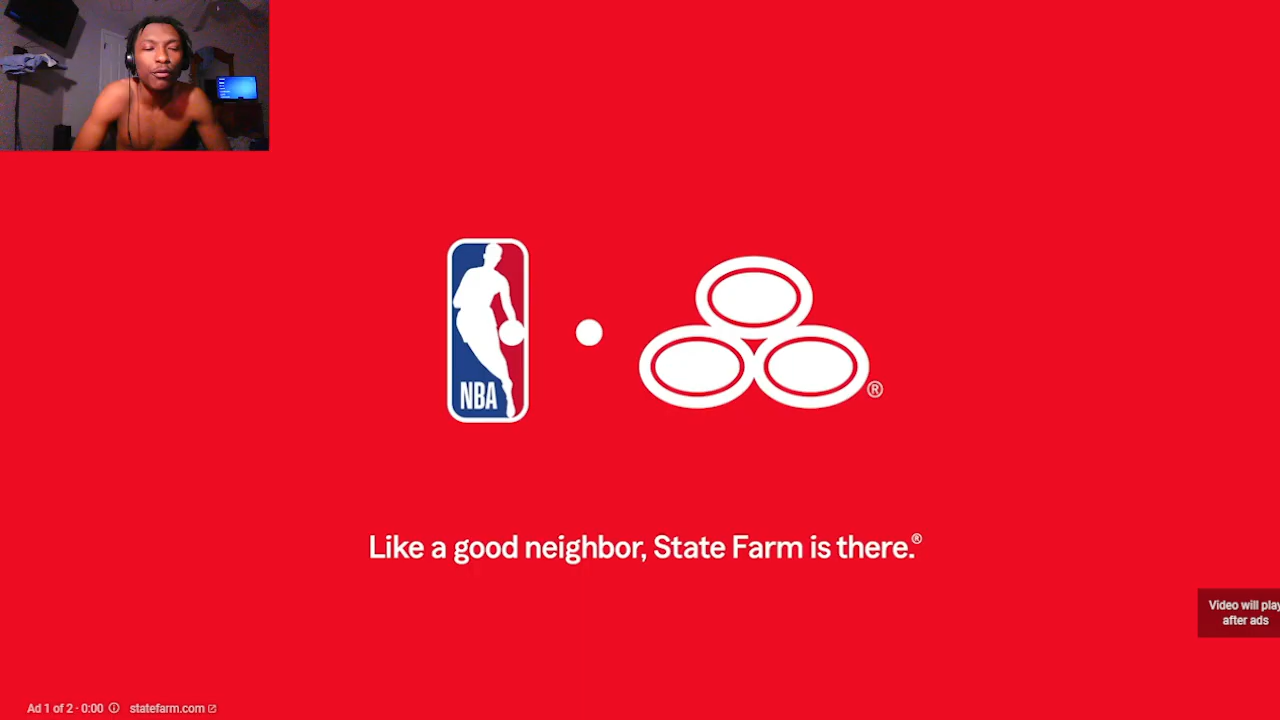 NBA
®
Like a good neighbor, State Farm is there.®
Video will play
after ads
Ad 1 of 2 · 0:00
statefarm.com